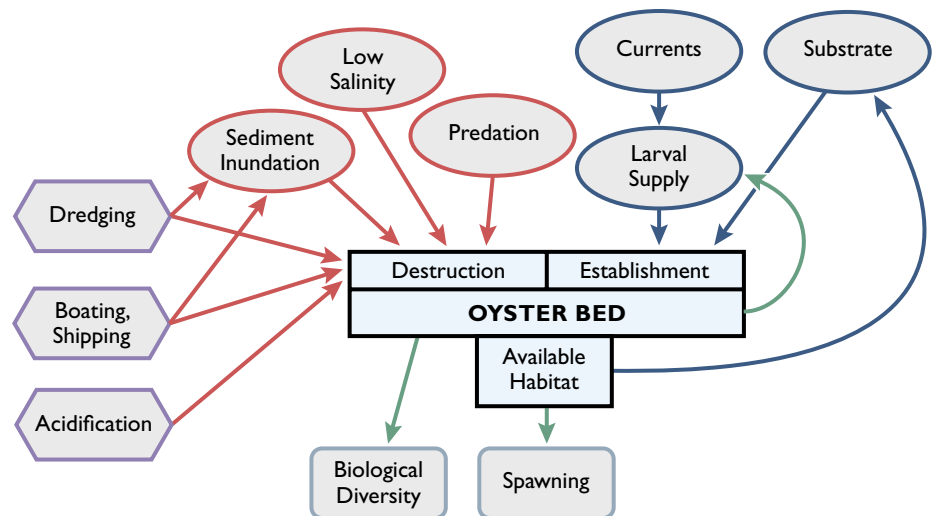 Currents
Substrate
Low
Salinity
Predation
Sediment
Inundation
Larval
Supply
Dredging
Destruction
Establishment
OYSTER BED
Boating,
Shipping
Available
Habitat
Acidification
Biological
Diversity
Spawning